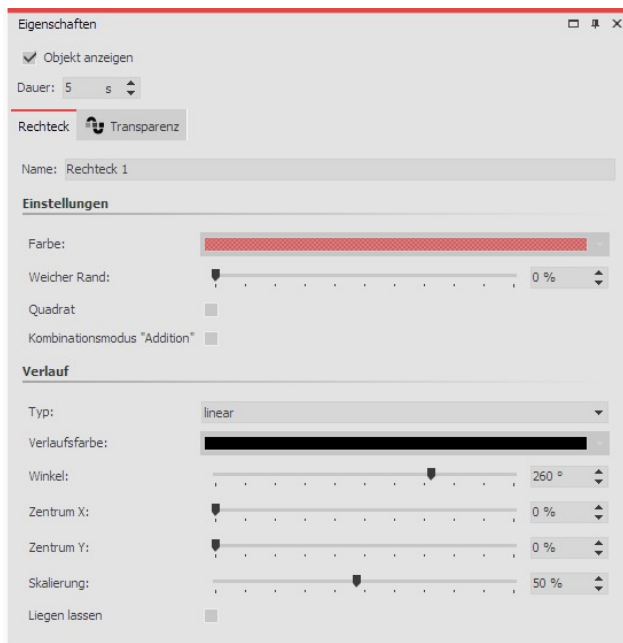 Eigenschaften
Objekt anzeigen
Dauer: 5 s
Rechteck Transparenz
Name: Rechteck 1
Einstellungen
Farbe:
Weicher Rand: 0 %
Quadrat
Kombinationsmodus "Addition"
Verlauf
Typ: linear
Verlaufsfarbe:
Winkel: 260 °
Zentrum X: 0 %
Zentrum Y: 0 %
Skalierung: 50 %
Liegen lassen